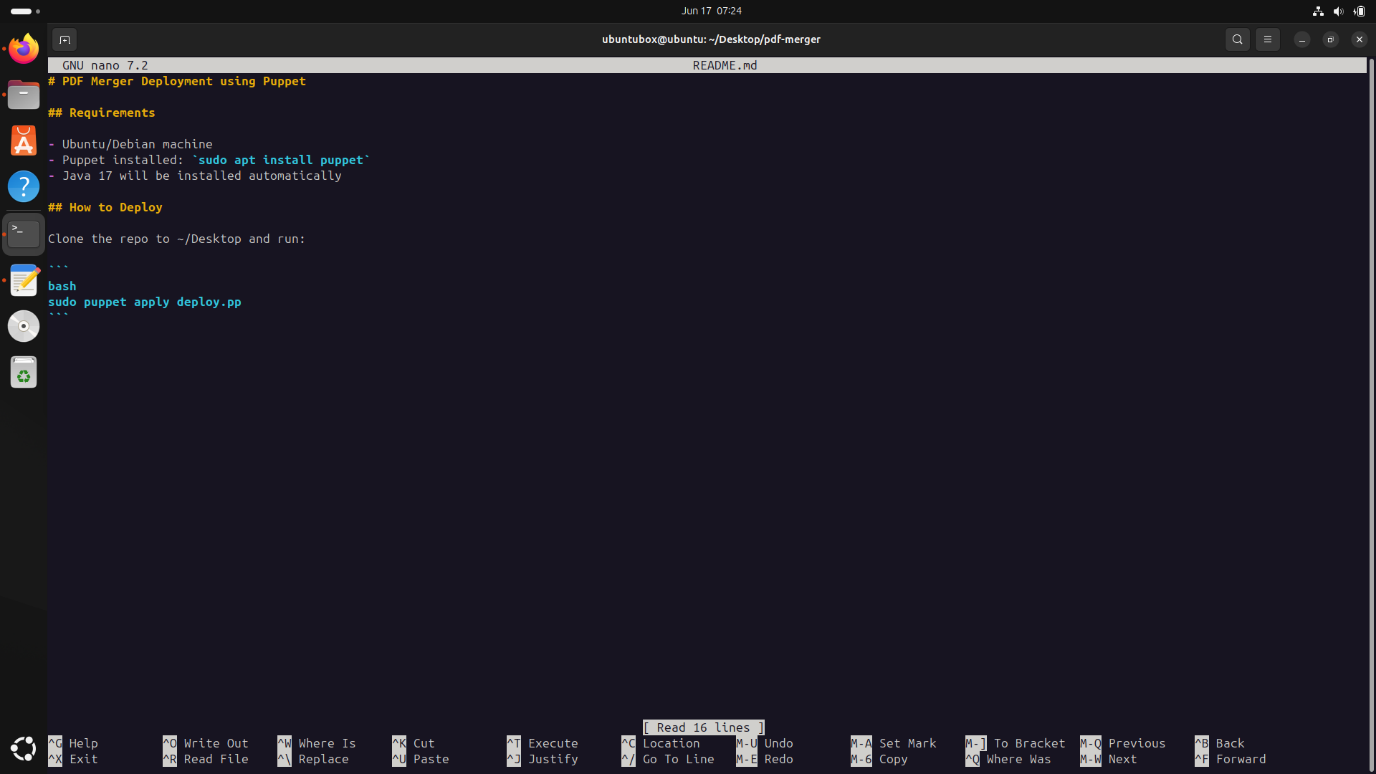 Jun 17 07:24
ubuntubox@ubuntu: ~/Desktop/pdf-merger
GNU nano 7.2 README.md
# PDF Merger Deployment using Puppet
## Requirements
- Ubuntu/Debian machine
- Puppet installed: `sudo apt install puppet`
- Java 17 will be installed automatically
## How to Deploy
Clone the repo to ~/Desktop and run:
```
bash
sudo puppet apply deploy.pp
```
[ Read 16 lines ]
^G Help ^O Write Out ^W Where Is ^K Cut ^T Execute ^C Location M-U Undo M-A Set Mark M-] To Bracket M-Q Previous ^B Back
^X Exit ^R Read File ^\ Replace ^U Paste ^J Justify ^/ Go To Line M-E Redo M-6 Copy ^Q Where Was M-W Next ^F Forward